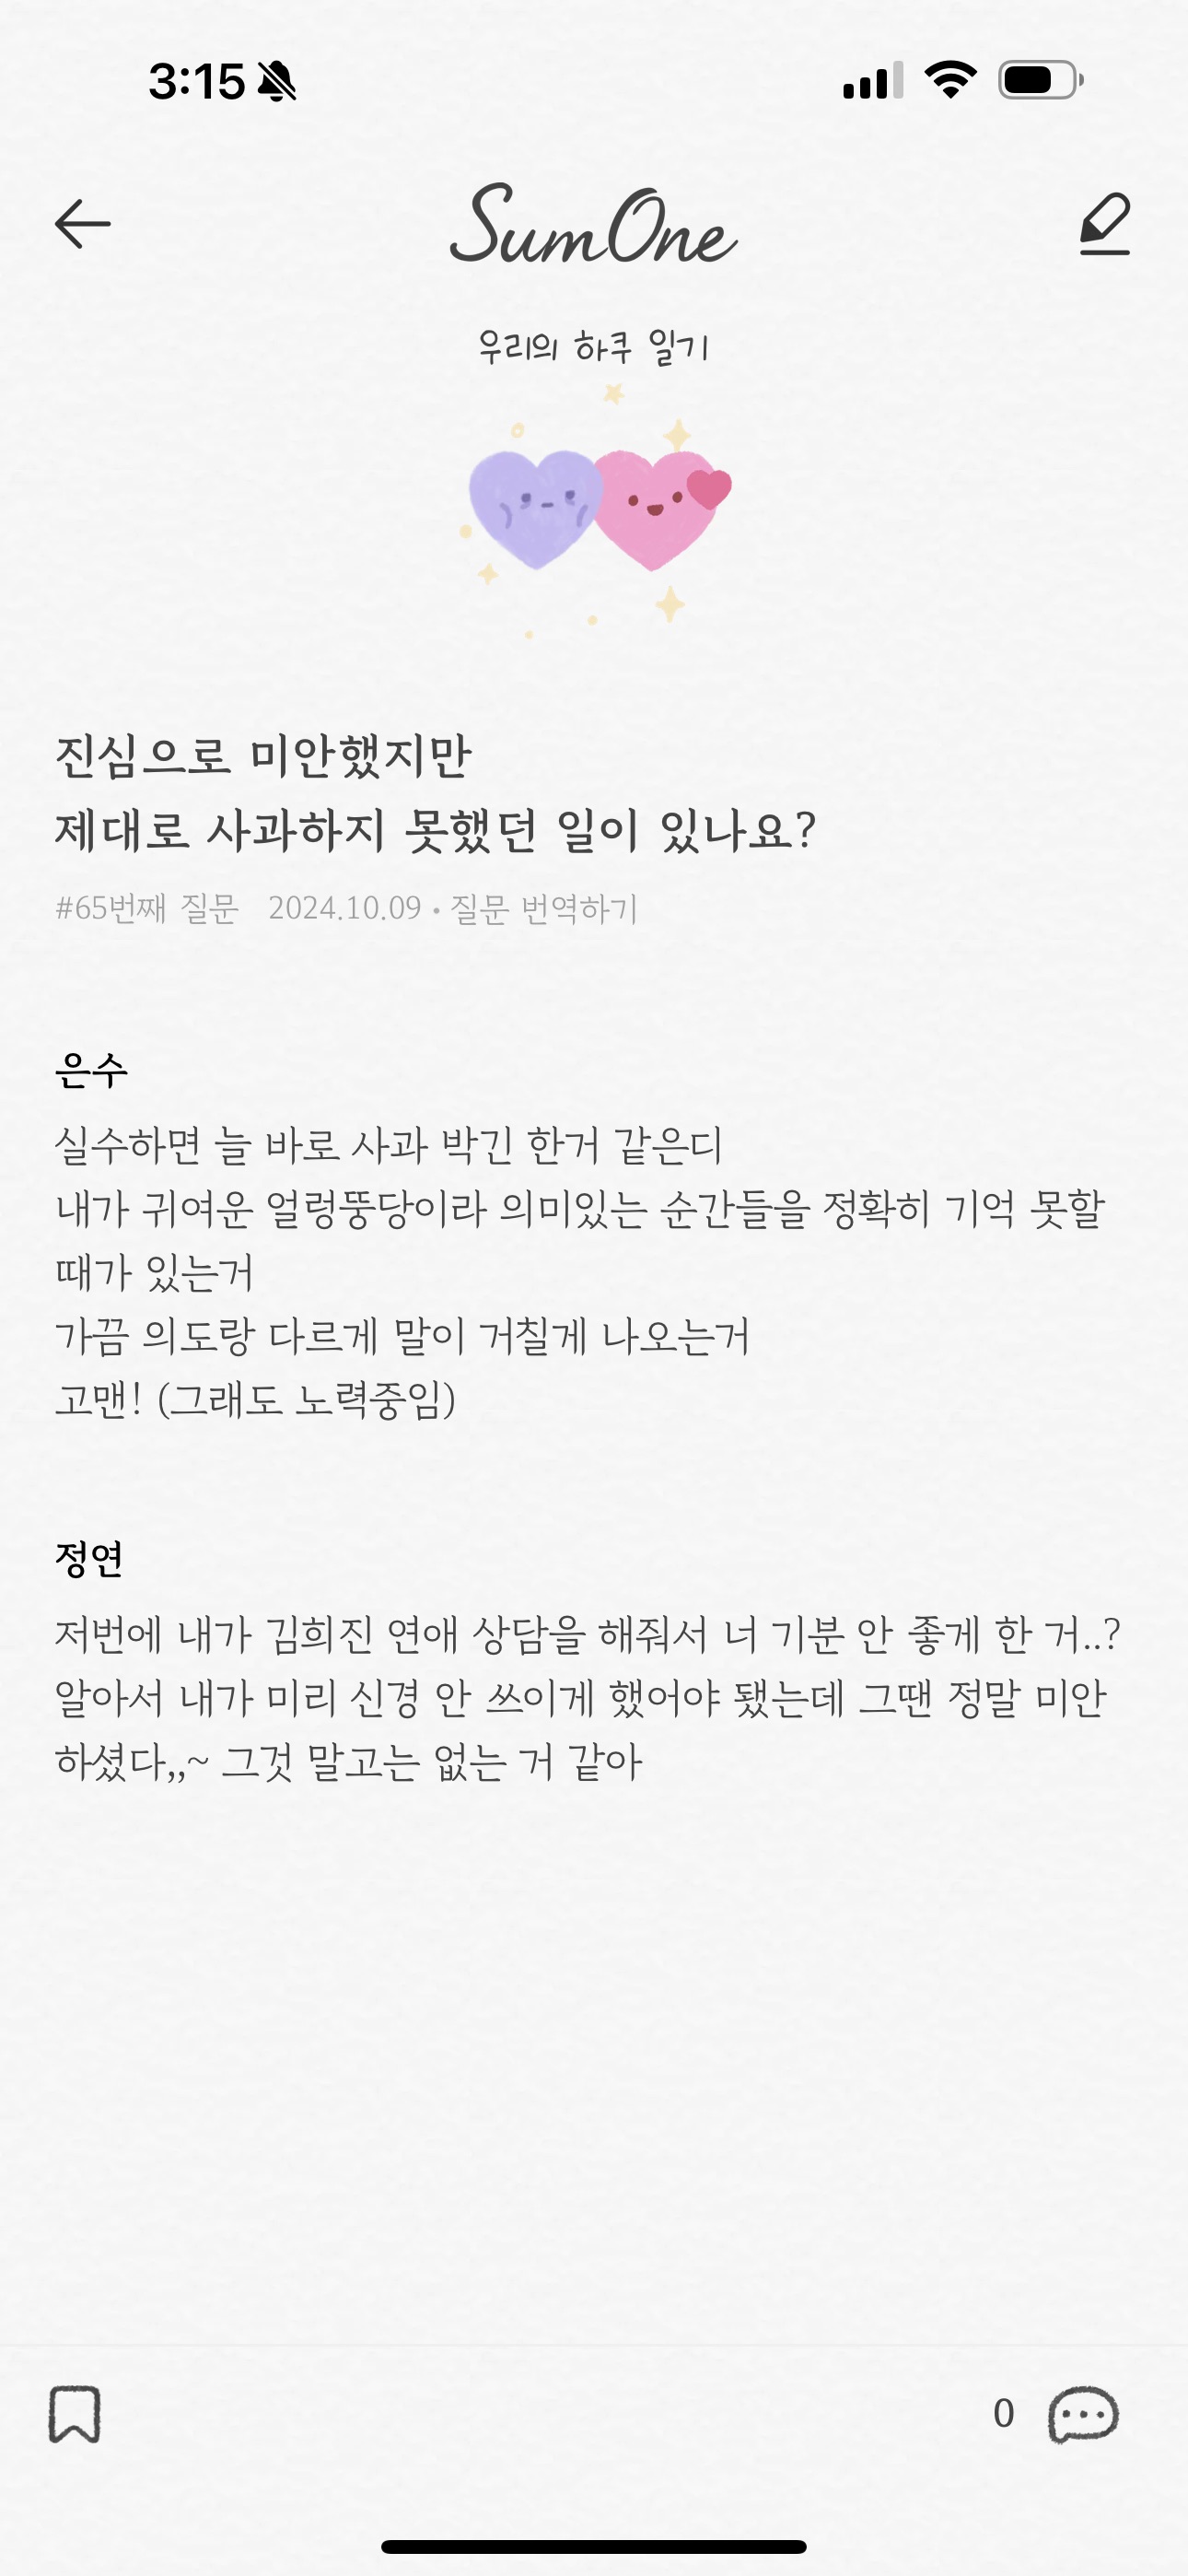 3:15
SumOne
우리의 하쿠 일기
진심으로 미안했지만
제대로 사과하지 못했던 일이 있나요?
#65번째 질문 2024.10.09 • 질문 번역하기
은수
실수하면 늘 바로 사과 박긴 한거 같은디
내가 귀여운 얼렁뚱당이라 의미있는 순간들을 정확히 기억 못할
때가 있는거
가끔 의도랑 다르게 말이 거칠게 나오는거
고맨! (그래도 노력중임)
정연
저번에 내가 김희진 연애 상담을 해줘서 너 기분 안 좋게 한 거..?
알아서 내가 미리 신경 안 쓰이게 했어야 됐는데 그땐 정말 미안
하셨다,,~ 그것 말고는 없는 거 같아
0